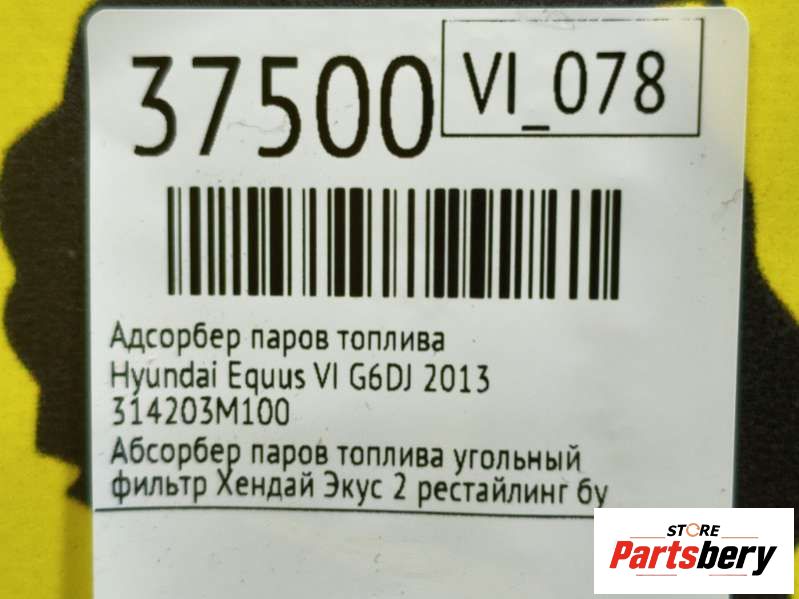 37500
VI_078
Адсорбер паров топлива
Hyundai Equus VI G6DJ 2013
314203M100
Абсорбер паров топлива угольный
фильтр Хендай Экус 2 рестайлинг бу
STORE
Partsbery